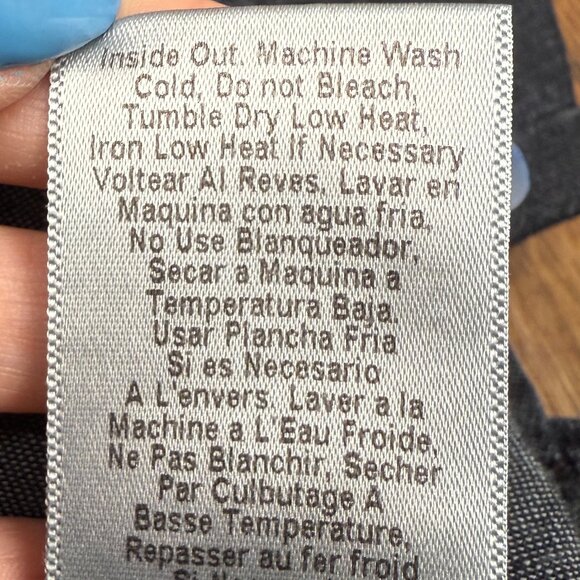 Inside Out. Machine Wash
Cold, Do not Bleach,
Tumble Dry Low Heat,
Iron Low Heat If Necessary
Voltear Al Reves. Lavar en
Maquina con agua fria,
No Use Blanqueador,
Secar a Maquina a
Temperatura Baja.
Usar Plancha Fria
Si es Necesario
A L'envers. Laver a la
Machine a L'Eau Froide,
Ne Pas Blanchir, Secher
Par Culbutage A
Basse Temperature,
Repasser au fer froid